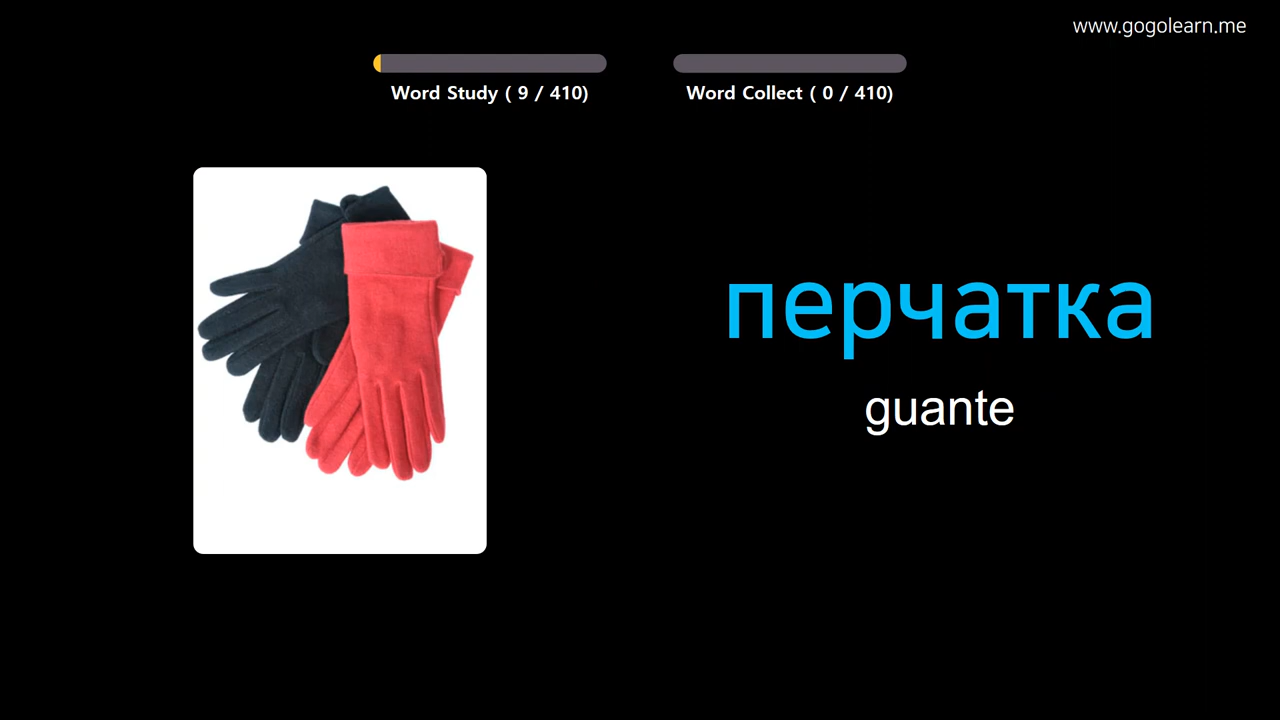 www.gogolearn.me
Word Study ( 9 / 410)
Word Collect ( 0 / 410)
перчатка
guante